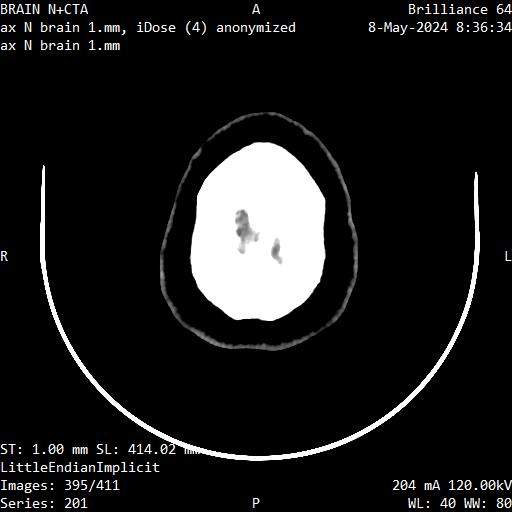 BRAIN N+CTA
A
Brilliance 64
ax N brain 1.mm, iDose (4) anonymized
8-May-2024 8:36:34
ax N brain 1.mm
R
L
ST: 1.00 mm SL: 414.02 mm
LittleEndianImplicit
Images: 395/411
204 mA 120.00kV
Series: 201
P
WL: 40 WW: 80